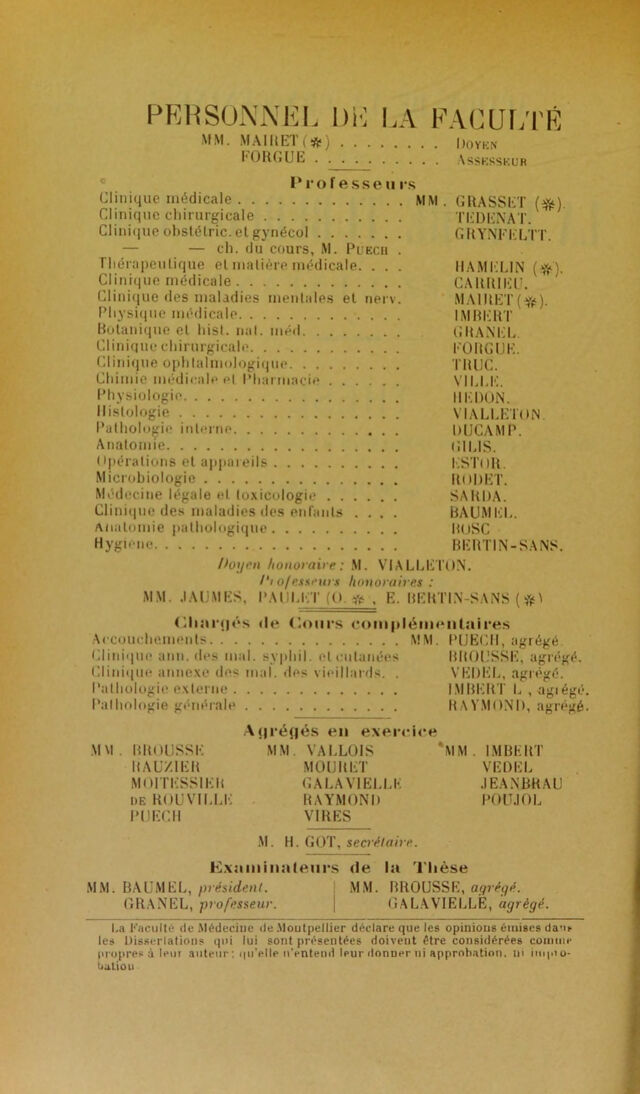 PERSONNEL DE LA FACULTÉ
MM. MAIRET (✻) . . . . . . . . DOYEN
FORGUE . . . . . . . . . . ASSESSEUR
Professeurs
Clinique médicale . . . . . . . . . . . . . MM. GRASSET (✻).
Clinique chirurgicale . . . . . . . . . . . TEDENAT.
Clinique obstétric. et gynécol . . . . . . . GRYNFELTT.
— — ch. du cours, M. PUECH .
Thérapeutique et matière médicale. . . . HAMELIN (✻).
Clinique médicale . . . . . . . . . . . . . CARRIEU.
Clinique des maladies mentales et nerv. MAIRET (✻).
Physique médicale. . . . . . . . . . . . . IMBERT
Botanique et hist. nat. méd. . . . . . . . GRANEL.
Clinique chirurgicale. . . . . . . . . . . . FORGUE.
Clinique ophtalmologique. . . . . . . . . TRUC.
Chimie médicale et Pharmacie . . . . . . VILLE.
Physiologie. . . . . . . . . . . . . . . . . HEDON.
Histologie . . . . . . . . . . . . . . . . . VIALLETON.
Pathologie interne. . . . . . . . . . . . . DUCAMP.
Anatomie. . . . . . . . . . . . . . . . . . GILIS.
Opérations et appareils . . . . . . . . . . ESTOR.
Microbiologie . . . . . . . . . . . . . . . RODET.
Médecine légale et toxicologie . . . . . . SARDA.
Clinique des maladies des enfants . . . . BAUMEL.
Anatomie pathologique . . . . . . . . . . BOSC
Hygiène. . . . . . . . . . . . . . . . . . . BERTIN-SANS.
Doyen honoraire: M. VIALLETON.
Professeurs honoraires :
MM. JAUMES, PAULET (O. ✻), E. BERTIN-SANS (✻)
Chargés de Cours complémentaires
Accouchements. . . . . . . . . . . . . . . MM. PUECH, agrégé.
Clinique ann. des mal. syphil. et cutanées BROUSSE, agrégé.
Clinique annexe des mal. des vieillards. . VEDEL, agrégé.
Pathologie externe . . . . . . . . . . . . . IMBERT L., agrégé.
Pathologie générale . . . . . . . . . . . . RAYMOND, agrégé.
Agrégés en exercice
MM. BROUSSE MM. VALLOIS MM. IMBERT
RAUZIER MOURET VEDEL
MOITESSIER GALAVIELLE JEANBRAU
DE ROUVILLE RAYMOND POUJOL
PUECH VIRES
M. H. GOT, secrétaire.
Examinateurs de la Thèse
MM. BAUMEL, président. MM. BROUSSE, agrégé.
GRANEL, professeur. GALAVIELLE, agrégé.
La Faculté de Médecine de Montpellier déclare que les opinions émises dans
les Dissertations qui lui sont présentées doivent être considérées comme
propres à leur auteur; qu'elle n'entend leur donner ni approbation, ni impro-
bation